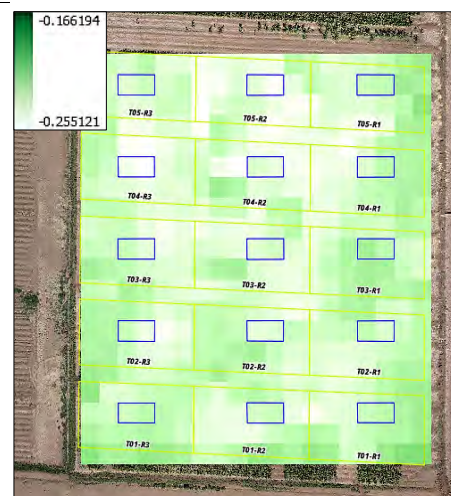 -0.166194
-0.255121
T05-R3
T05-R2
T05-R1
T04-R3
T04-R2
T04-R1
T03-R3
T03-R2
T03-R1
T02-R3
T02-R2
T02-R1
T01-R3
T01-R2
T01-R1